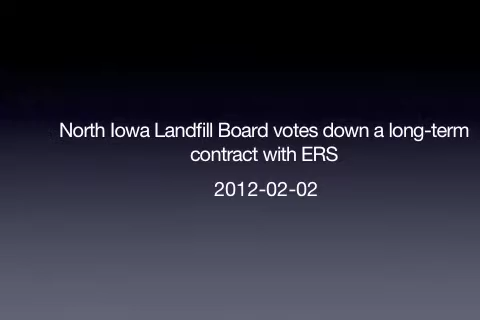 North Iowa Landfill Board votes down a long-term
contract with ERS
2012-02-02